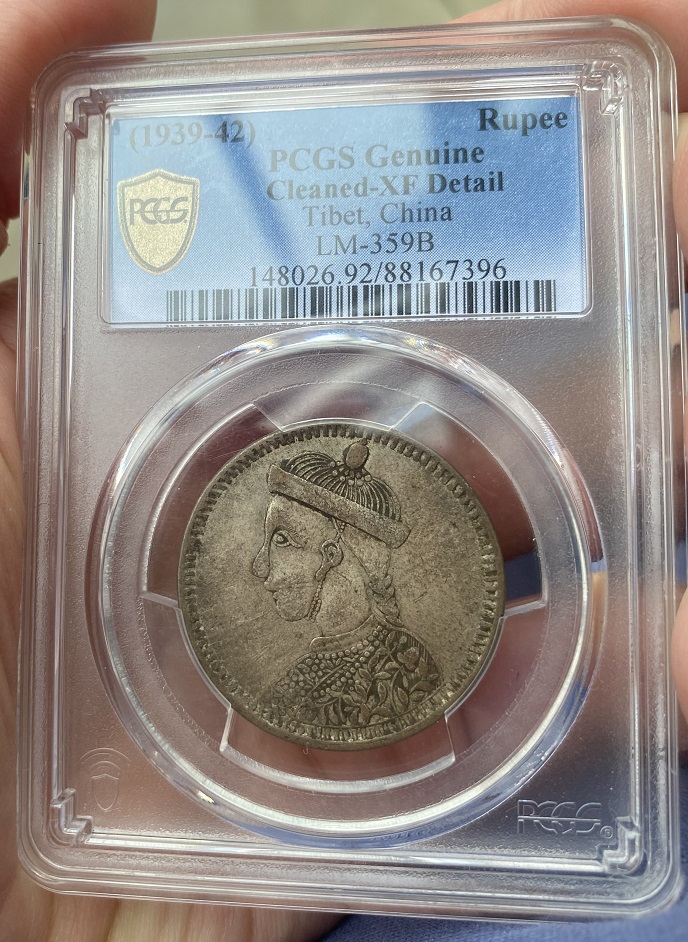 (1939-42) Rupee
PCGS Genuine
Cleaned-XF Detail
Tibet, China
LM-359B
148026.92/88167396
PCGS
PCGS